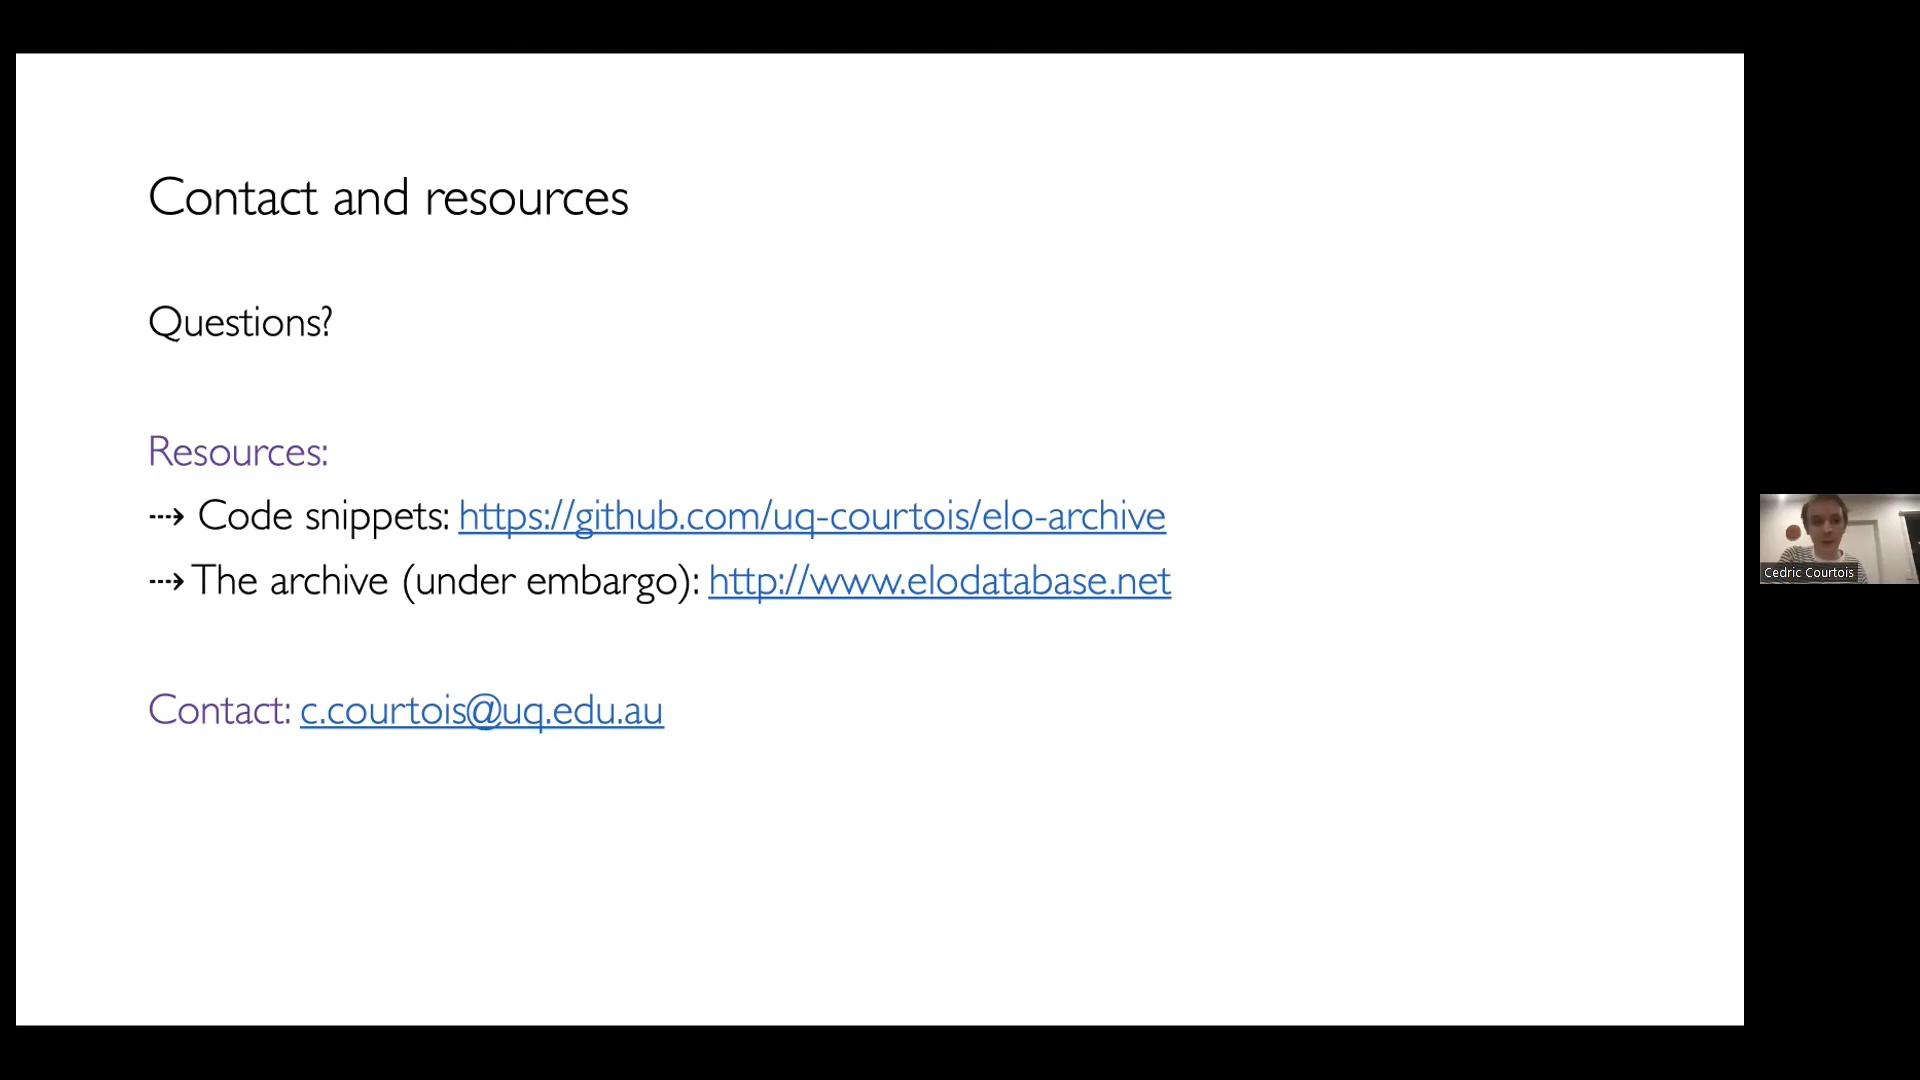 Contact and resources
Questions?
Resources:
⇢ Code snippets: https://github.com/uq-courtois/elo-archive
⇢ The archive (under embargo): http://www.elodatabase.net
Contact: c.courtois@uq.edu.au
Cedric Courtois